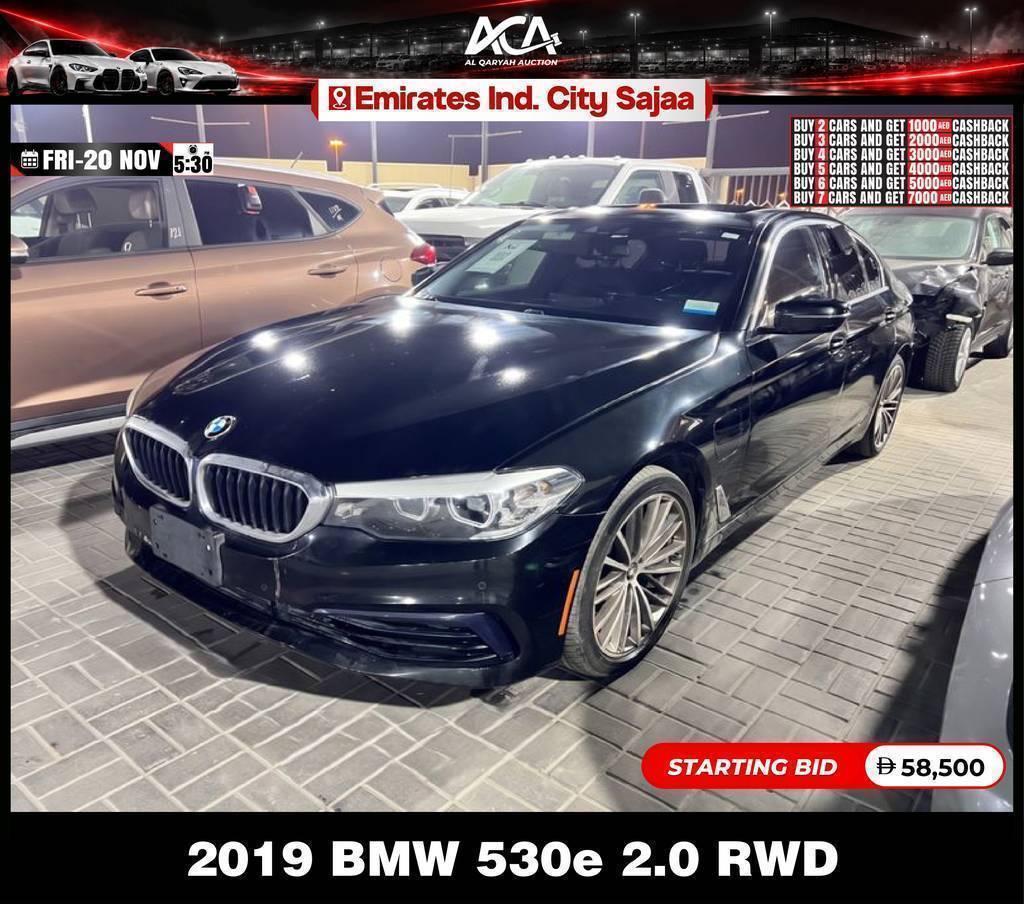 ACA
AL QARYAH AUCTION
Emirates Ind. City Sajaa
FRI-20 NOV 5:30
BUY 2 CARS AND GET 1000 AED CASHBACK
BUY 3 CARS AND GET 2000 AED CASHBACK
BUY 4 CARS AND GET 3000 AED CASHBACK
BUY 5 CARS AND GET 4000 AED CASHBACK
BUY 6 CARS AND GET 5000 AED CASHBACK
BUY 7 CARS AND GET 7000 AED CASHBACK
STARTING BID 58,500
2019 BMW 530e 2.0 RWD